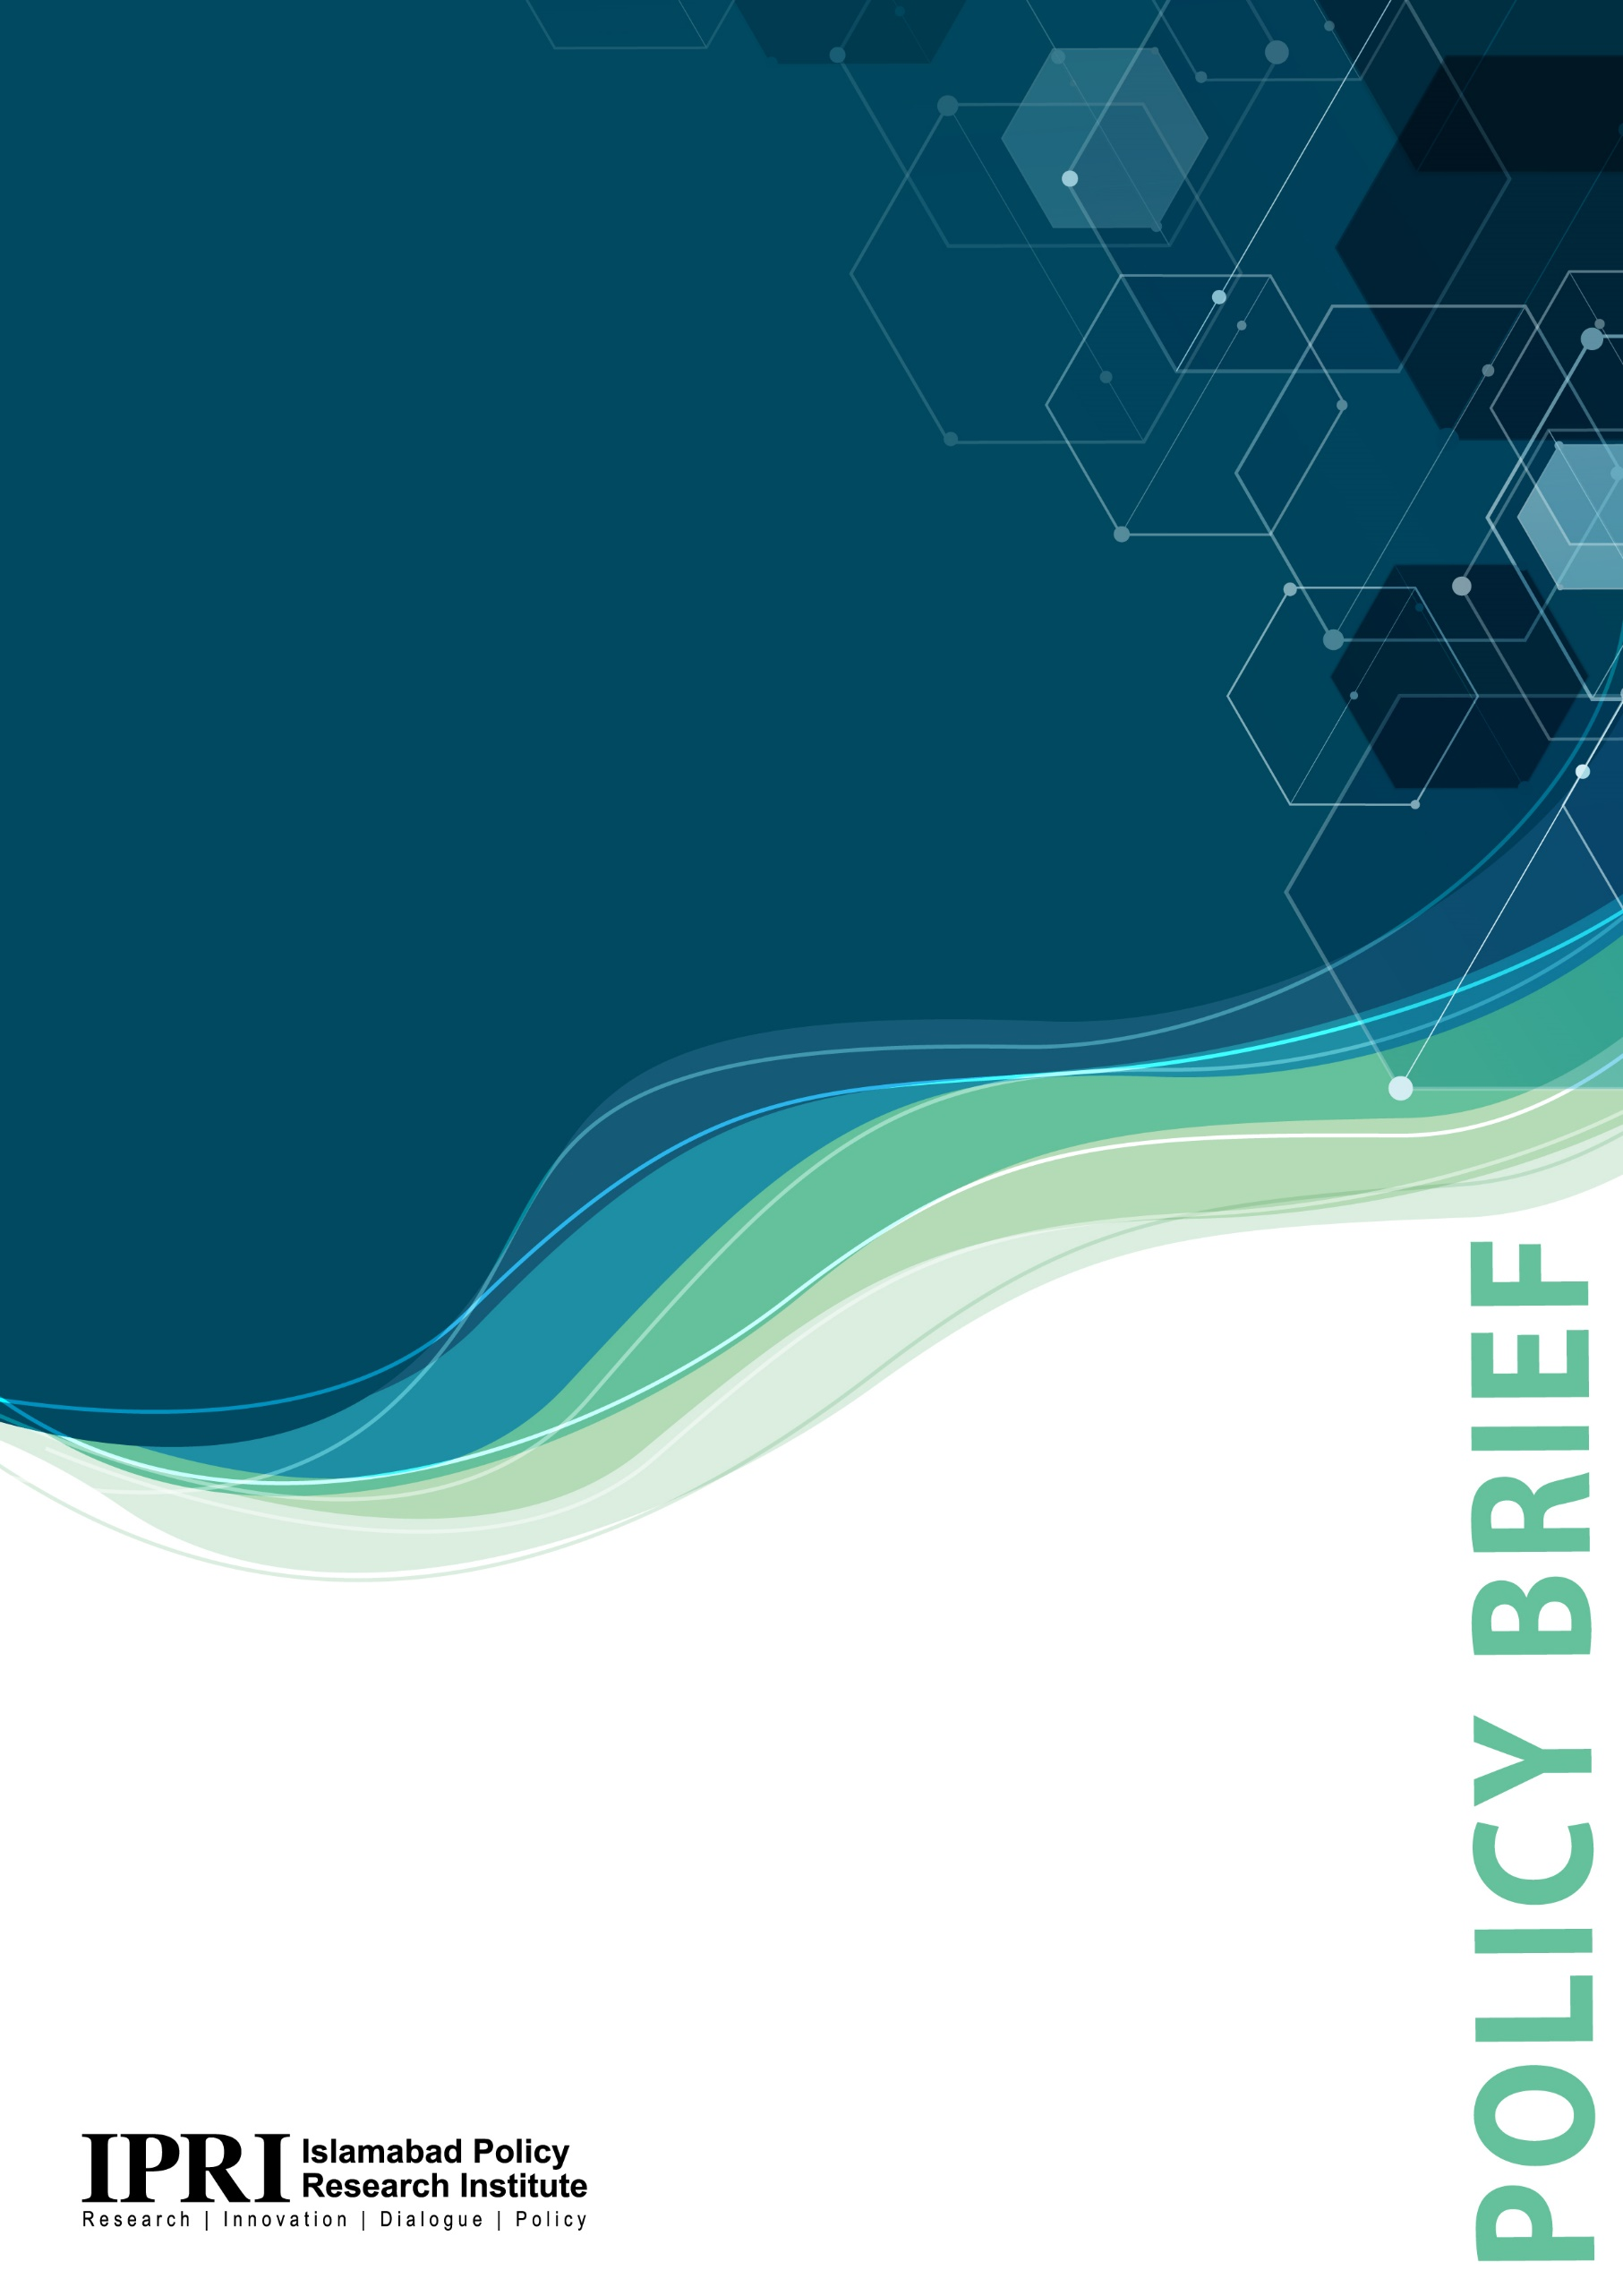 POLICY BRIEF
IPRI
Islamabad Policy
Research Institute
Research | Innovation | Dialogue | Policy